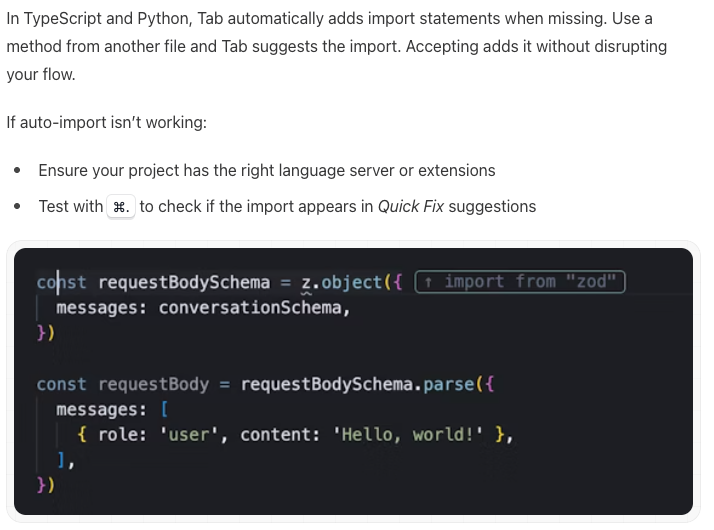 In TypeScript and Python, Tab automatically adds import statements when missing. Use a
method from another file and Tab suggests the import. Accepting adds it without disrupting
your flow.
If auto-import isn’t working:
• Ensure your project has the right language server or extensions
• Test with ⌘. to check if the import appears in Quick Fix suggestions
const requestBodySchema = z.object({ ↑ import from "zod"
messages: conversationSchema,
})
const requestBody = requestBodySchema.parse({
messages: [
{ role: 'user', content: 'Hello, world!' },
],
})